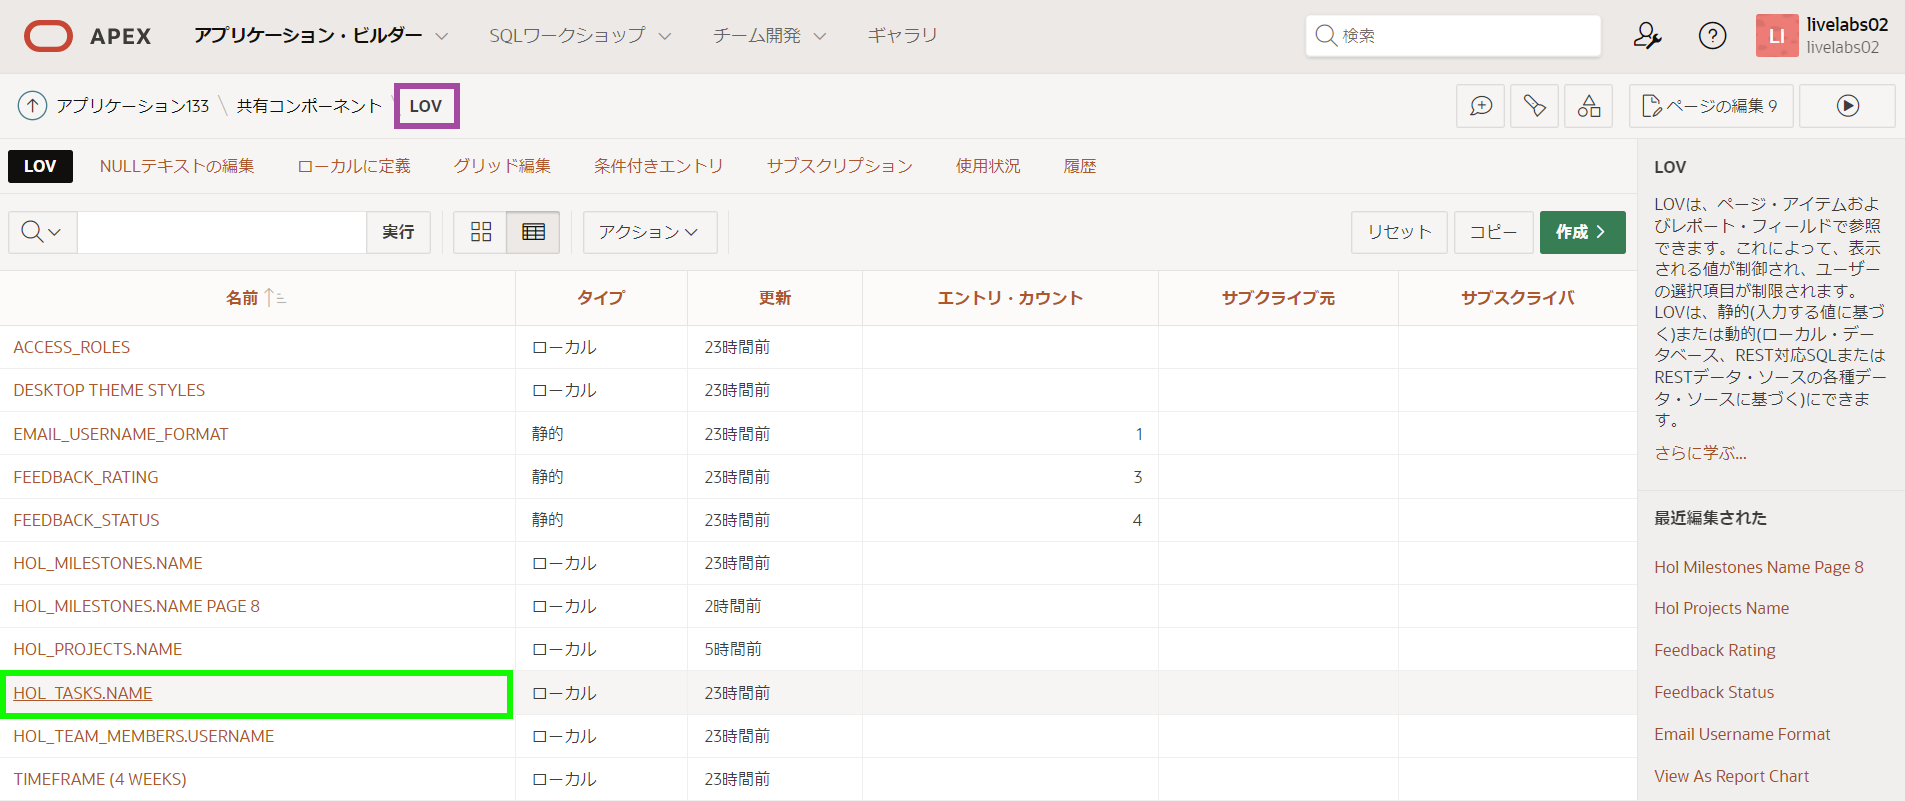 APEX アプリケーション・ビルダー SQLワークショップ チーム開発 ギャラリ 検索 LI livelabs02
livelabs02
アプリケーション133 \ 共有コンポーネント \ LOV ページの編集 9
LOV NULLテキストの編集 ローカルに定義 グリッド編集 条件付きエントリ サブスクリプション 使用状況 履歴
実行 アクション リセット コピー 作成
名前 タイプ 更新 エントリ・カウント サブクライブ元 サブスクライバ
ACCESS_ROLES ローカル 23時間前
DESKTOP THEME STYLES ローカル 23時間前
EMAIL_USERNAME_FORMAT 静的 23時間前 1
FEEDBACK_RATING 静的 23時間前 3
FEEDBACK_STATUS 静的 23時間前 4
HOL_MILESTONES.NAME ローカル 23時間前
HOL_MILESTONES.NAME PAGE 8 ローカル 2時間前
HOL_PROJECTS.NAME ローカル 5時間前
HOL_TASKS.NAME ローカル 23時間前
HOL_TEAM_MEMBERS.USERNAME ローカル 23時間前
TIMEFRAME (4 WEEKS) ローカル 23時間前
LOV
LOVは、ページ・アイテムおよ
びレポート・フィールドで参照
できます。これによって、表示
される値が制御され、ユーザー
の選択項目が制限されます。
LOVは、静的(入力する値に基づ
く)または動的(ローカル・デー
タベース、REST対応SQLまたは
RESTデータ・ソースの各種デー
タ・ソースに基づく)にできま
す。
さらに学ぶ...
最近編集された
Hol Milestones Name Page 8
Hol Projects Name
Feedback Rating
Feedback Status
Email Username Format
View As Report Chart